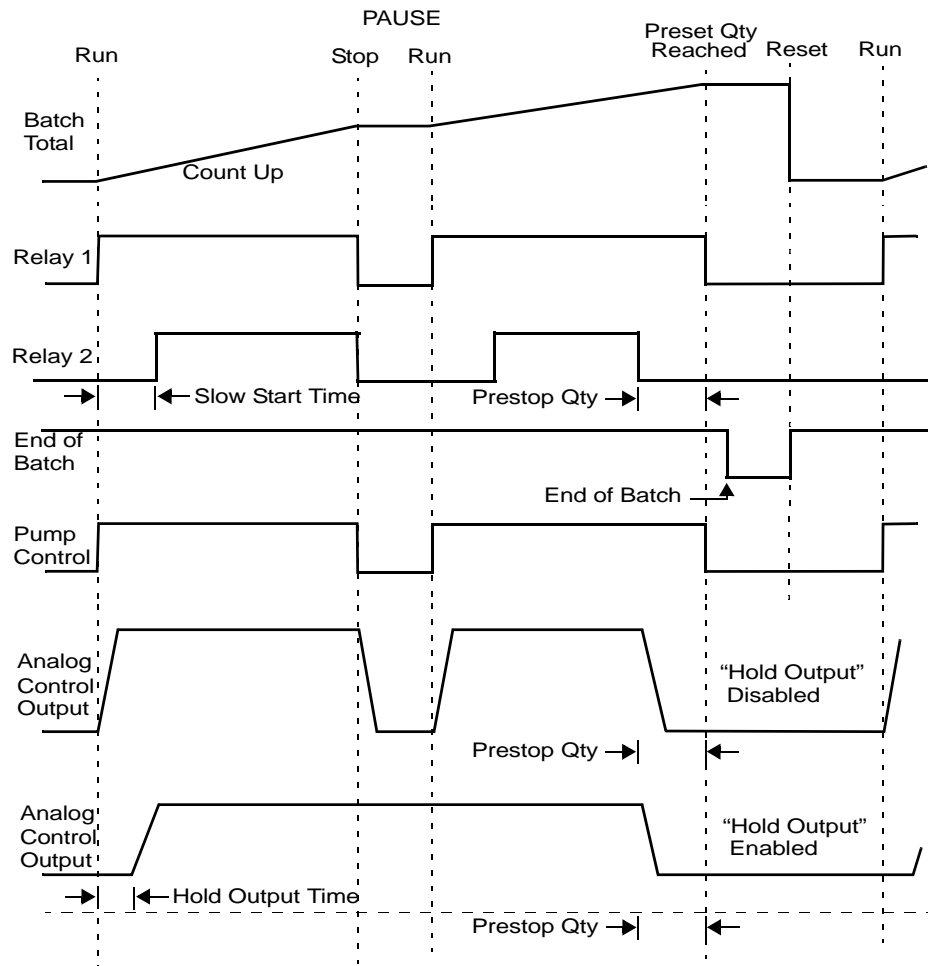 PAUSE
Run
Stop
Run
Preset Qty
Reached
Reset
Run
Batch
Total
Count Up
Relay 1
Relay 2
Slow Start Time
Prestop Qty
End of
Batch
End of Batch
Pump
Control
Analog
Control
Output
“Hold Output”
Disabled
Prestop Qty
Analog
Control
Output
“Hold Output”
Enabled
Hold Output Time
Prestop Qty